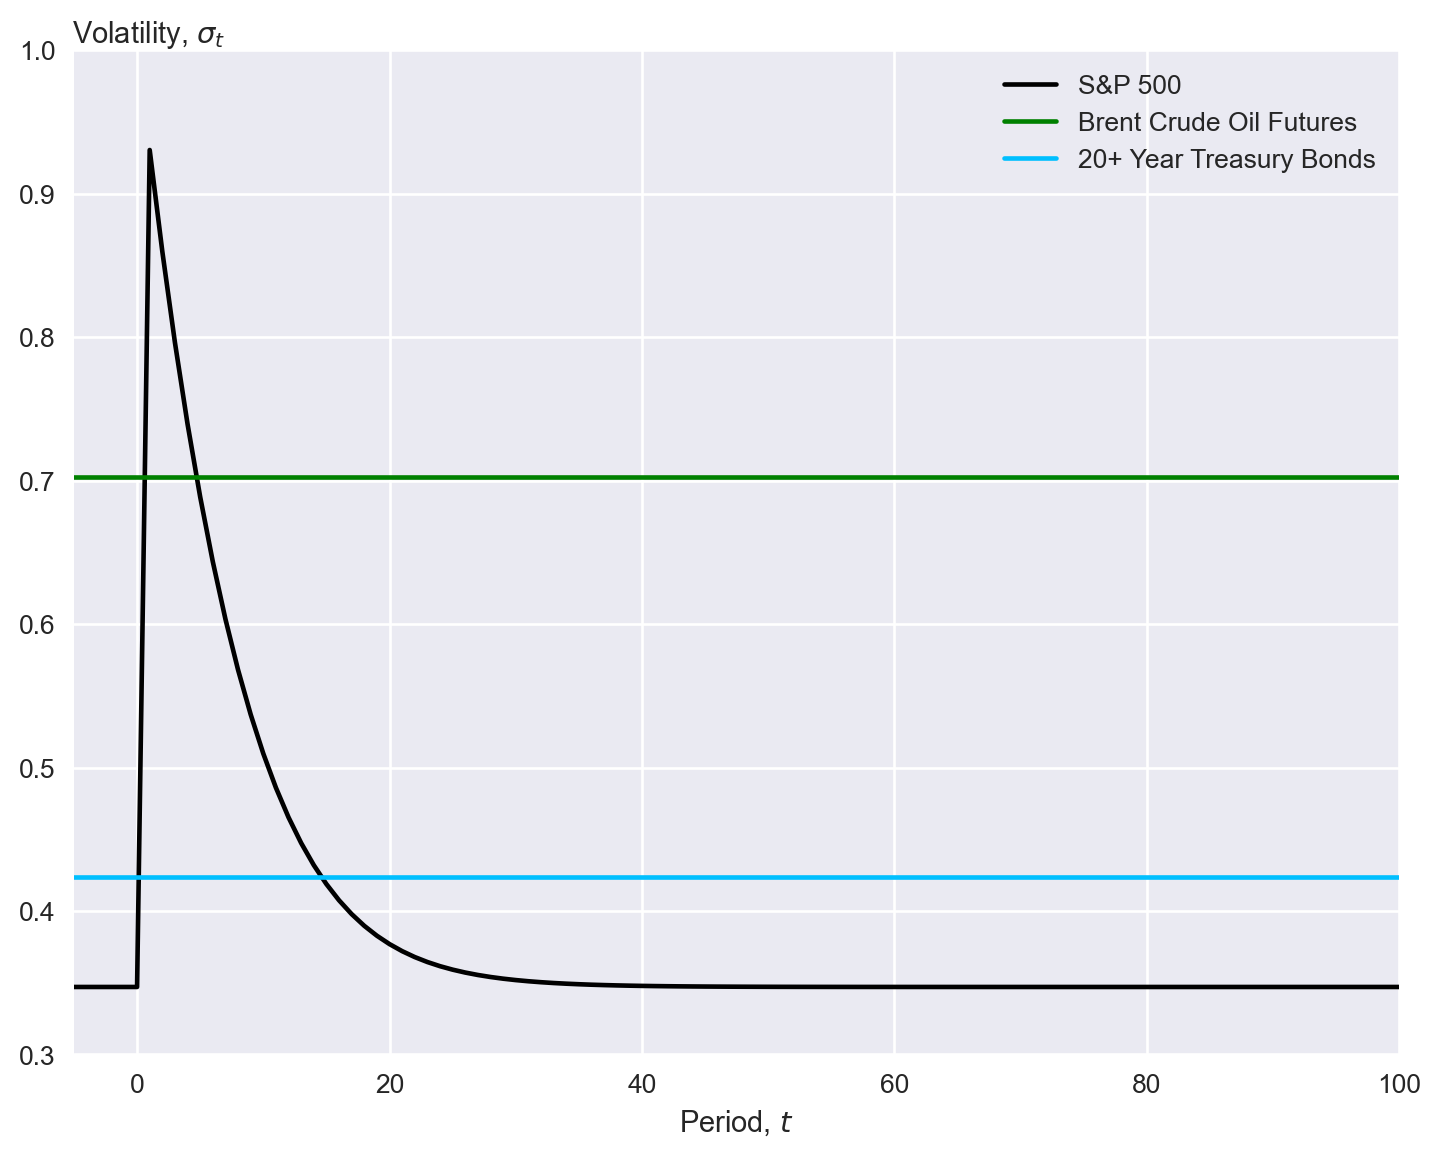 Volatility, σt
1.0
0.9
0.8
0.7
0.6
0.5
0.4
0.3
S&P 500
Brent Crude Oil Futures
20+ Year Treasury Bonds
0 20 40 60 80 100
Period, t